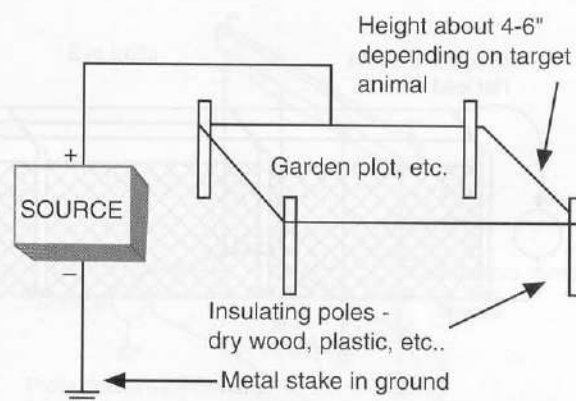 Height about 4-6"
depending on target
animal
+
Garden plot, etc.
SOURCE
−
Insulating poles -
dry wood, plastic, etc..
Metal stake in ground